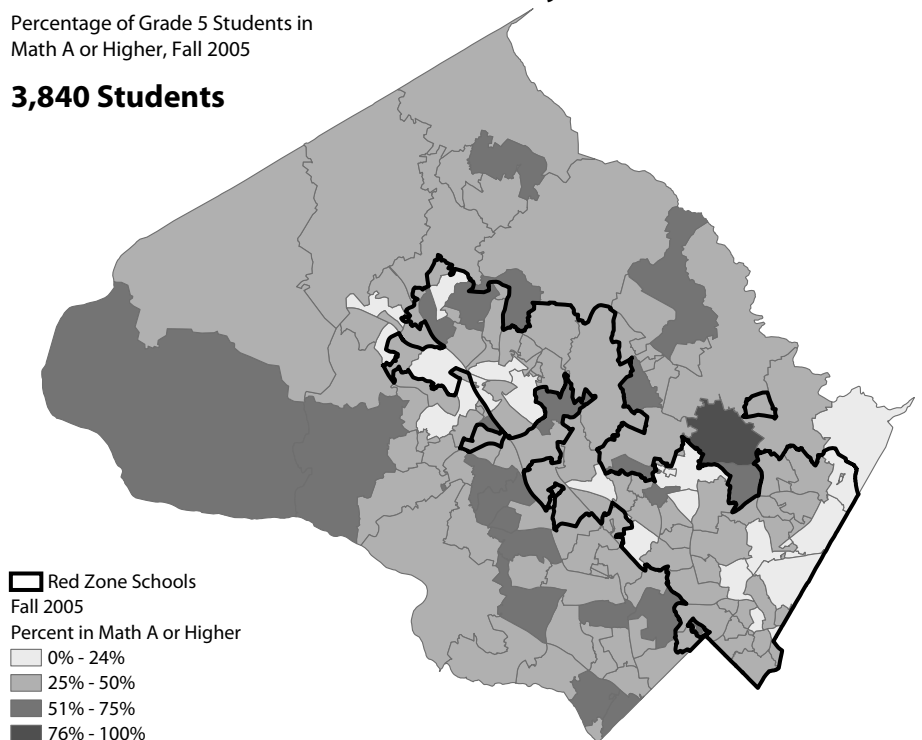 Percentage of Grade 5 Students in
Math A or Higher, Fall 2005
3,840 Students
Red Zone Schools
Fall 2005
Percent in Math A or Higher
0% - 24%
25% - 50%
51% - 75%
76% - 100%